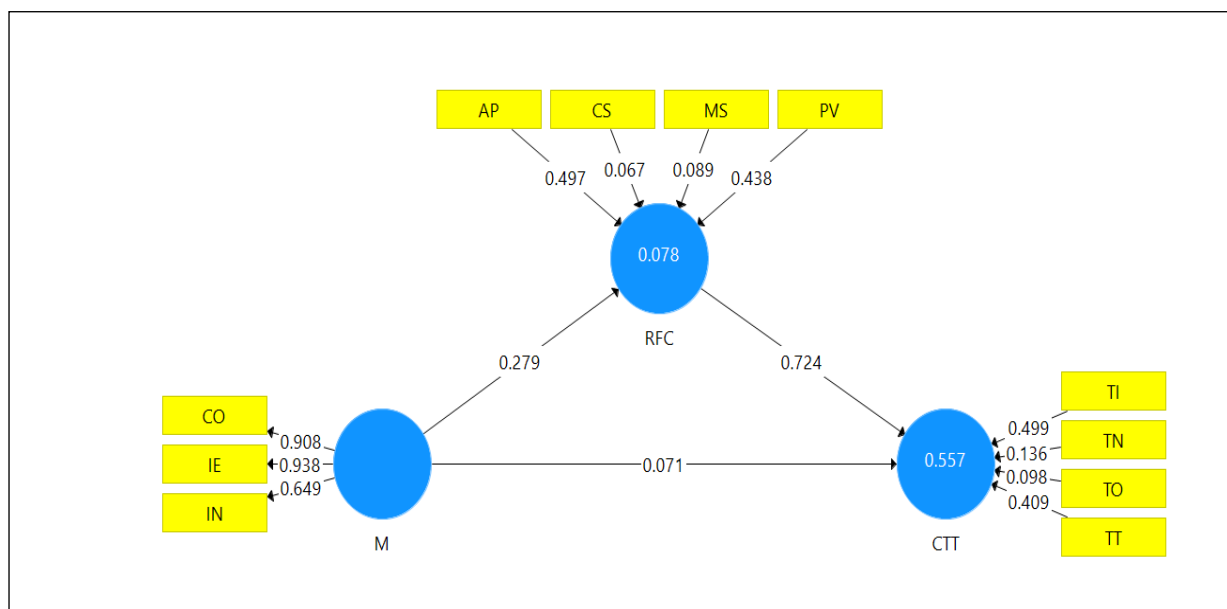 AP CS MS PV
0.497 0.067 0.089 0.438
0.078
RFC
0.279 0.724
CO
IE
IN
0.908
0.938
0.649
M
0.071
0.557
CTT
0.499
0.136
0.098
0.409
TI
TN
TO
TT